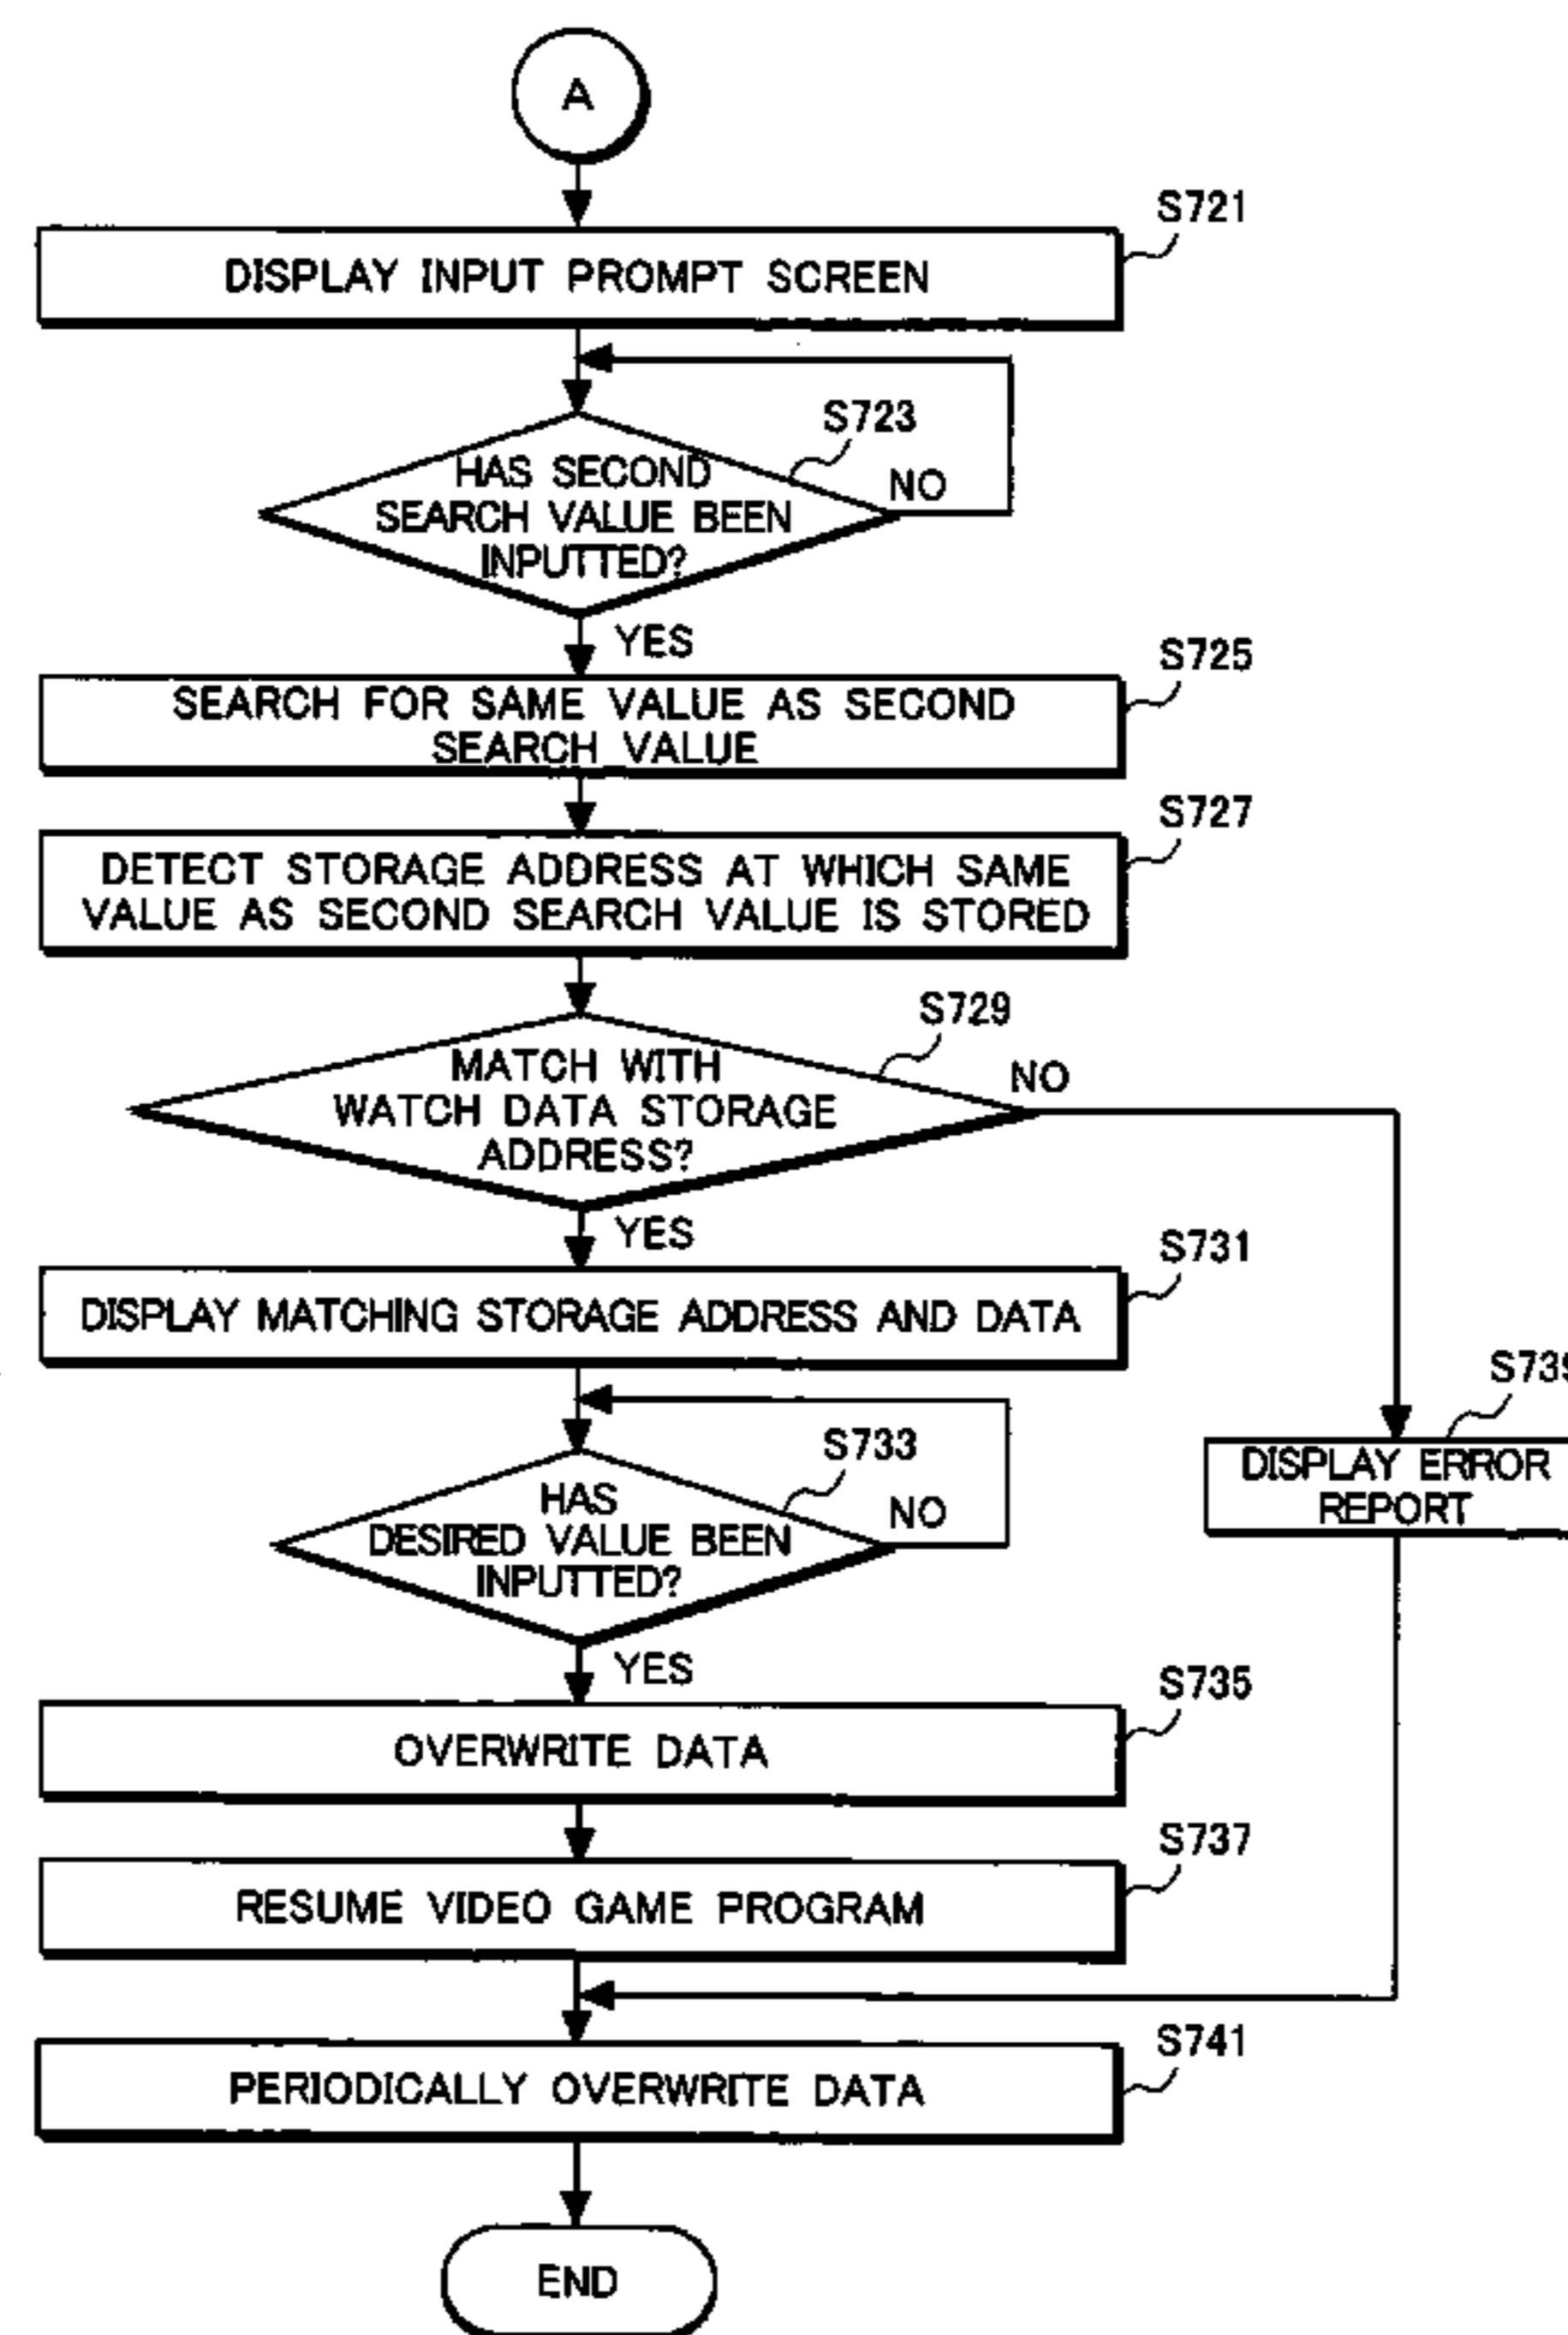 A
S721
DISPLAY INPUT PROMPT SCREEN
S723
HAS SECOND
SEARCH VALUE BEEN
INPUTTED?
NO
YES
S725
SEARCH FOR SAME VALUE AS SECOND
SEARCH VALUE
S727
DETECT STORAGE ADDRESS AT WHICH SAME
VALUE AS SECOND SEARCH VALUE IS STORED
S729
MATCH WITH
WATCH DATA STORAGE
ADDRESS?
NO
YES
S731
DISPLAY MATCHING STORAGE ADDRESS AND DATA
S733
HAS
DESIRED VALUE BEEN
INPUTTED?
NO
YES
S739
DISPLAY ERROR
REPORT
S735
OVERWRITE DATA
S737
RESUME VIDEO GAME PROGRAM
S741
PERIODICALLY OVERWRITE DATA
END